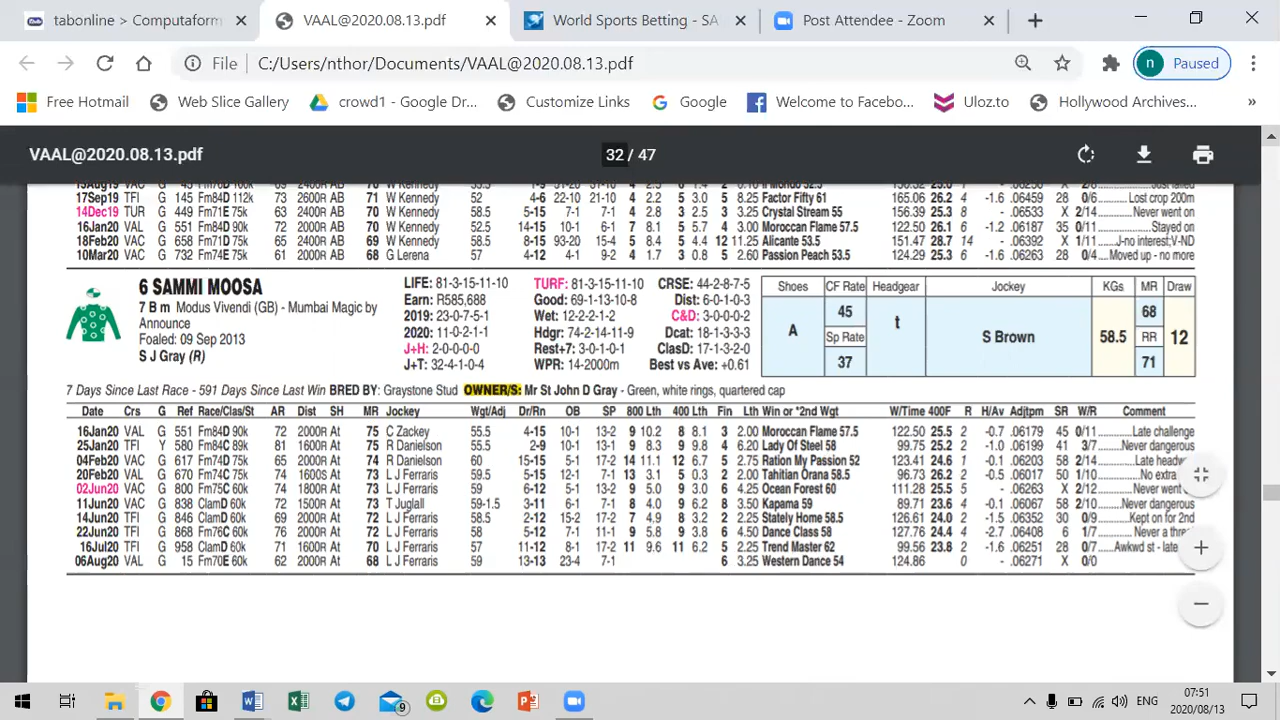 tabonline > Computaform
VAAL@2020.08.13.pdf
World Sports Betting - SA
Post Attendee - Zoom
File C:/Users/nthor/Documents/VAAL@2020.08.13.pdf
n Paused
Free Hotmail Web Slice Gallery crowd1 - Google Dr... Customize Links Google Welcome to Facebo... Uloz.to Hollywood Archives... »
VAAL@2020.08.13.pdf 32 / 47
17Sep19 TFI G 145 Fm84D 112k 73 2600R AB 71 W Kennedy 52 4-6 22-10 21-10 4 2.2 5 3.0 5 8.25 Factor Fifty 61 165.06 26.2 4 -1.6 .06459 28 0/6 Lost crop 200m
14Dec19 TUR G 449 Fm71E 75k 63 2400R AB 70 W Kennedy 58.5 5-15 7-1 7-1 4 2.8 4 2.5 3 3.25 Crystal Stream 55 156.39 25.3 8 - .06533 X 2/14 Never went on
16Jan20 VAL G 551 Fm84D 90k 72 2000R AB 70 W Kennedy 52.5 14-15 10-1 6-1 7 8.1 5 5.7 4 3.00 Moroccan Flame 57.5 122.50 26.1 6 -1.2 .06187 35 0/11 Stayed on
18Feb20 VAC G 658 Fm71D 75k 65 2400R AB 69 W Kennedy 57.5 8-15 93-20 15-4 5 8.4 5 4.4 12 11.25 Alicante 53.5 151.47 28.7 14 - .06392 X 1/11 J-no interest;V-ND
10Mar20 VAC G 732 Fm74E 75k 61 2000R AB 68 G Lerena 57 4-12 4-1 9-2 4 1.7 3 0.8 5 2.60 Passion Peach 53.5 124.29 25.3 6 -1.6 .06263 28 0/4 Moved up - no more
6 SAMMI MOOSA
7 B m Modus Vivendi (GB) - Mumbai Magic by
Announce
Foaled: 09 Sep 2013
S J Gray (R)
LIFE: 81-3-15-11-10 TURF: 81-3-15-11-10 CRSE: 44-2-8-7-5
Earn: R585,688 Good: 69-1-13-10-8 Dist: 6-0-1-0-3
2019: 23-0-7-5-1 Wet: 12-2-2-1-2 C&D: 3-0-0-0-2
2020: 11-0-2-1-1 Hdgr: 74-2-14-11-9 Dcat: 18-1-3-3-3
J+H: 2-0-0-0-0 Rest+7: 3-0-1-0-1 ClasD: 17-1-3-2-0
J+T: 32-4-1-0-4 WPR: 14-2000m Best vs Ave: +0.61
Shoes CF Rate Headgear Jockey KGs MR Draw
A 45 t S Brown 58.5 68 12
Sp Rate RR
37 71
7 Days Since Last Race - 591 Days Since Last Win BRED BY: Graystone Stud OWNER/S: Mr St John D Gray - Green, white rings, quartered cap
Date Crs G Ref Race/Clas/St AR Dist SH MR Jockey Wgt/Adj Dr/Rn OB SP 800 Lth 400 Lth Fin Lth Win or *2nd Wgt W/Time 400F R H/Av Adjtpm SR W/R Comment
16Jan20 VAL G 551 Fm84D 90k 72 2000R At 75 C Zackey 55.5 4-15 10-1 13-2 9 10.2 8 8.1 3 2.00 Moroccan Flame 57.5 122.50 25.5 2 -0.7 .06179 45 0/11 Late challenge
25Jan20 TFI Y 580 Fm84C 89k 81 1600R At 75 R Danielson 55.5 2-9 10-1 13-1 9 8.3 9 9.8 4 6.20 Lady Of Steel 58 99.75 25.2 2 -1.0 .06199 41 3/7 Never dangerous
04Feb20 VAC G 617 Fm74D 75k 65 2000R At 74 R Danielson 60 15-15 5-1 17-2 14 11.1 12 6.7 5 2.75 Ration My Passion 52 123.41 24.6 1 -0.1 .06203 58 2/14 Late headw
20Feb20 VAL G 670 Fm74C 75k 74 1600S At 73 L J Ferraris 59.5 5-15 12-1 7-1 13 3.1 5 0.3 2 2.00 Tahitian Orana 58.5 96.73 26.2 2 -0.5 .06017 50 1/10 No extra
02Jun20 VAC G 800 Fm75C 60k 74 1800R At 73 L J Ferraris 59 6-12 5-1 13-2 9 5.0 9 3.0 6 4.25 Ocean Forest 60 111.28 25.5 5 - .06263 X 2/12 Never went
11Jun20 VAC G 838 ClamD 60k 72 1500R At 73 T Juglall 59-1.5 3-11 6-1 7-1 8 4.0 9 6.2 8 3.50 Kapama 59 89.71 23.6 4 -0.1 .06067 58 2/10 Never dangerous
14Jun20 TFI G 846 ClamD 60k 69 2000R At 72 L J Ferraris 58.5 2-12 15-2 17-2 7 4.9 8 3.2 2 2.25 Stately Home 58.5 126.61 24.0 2 -1.5 .06352 30 0/9 Kept on for 2nd
22Jun20 TFI G 868 Fm76C 60k 76 2000R At 72 L J Ferraris 58 5-12 7-1 11-1 9 5.8 9 3.8 6 4.50 Dance Class 58 127.76 24.4 4 -2.7 .06408 6 1/7 Never a thre
16Jul20 TFI G 958 ClamD 60k 71 1600R At 70 L J Ferraris 57 11-12 8-1 17-2 11 9.6 11 6.2 5 2.25 Trend Master 62 99.56 23.8 2 -1.6 .06251 28 0/7 Awkwd st - late
06Aug20 VAL G 15 Fm70E 60k 62 2000R At 68 L J Ferraris 59 13-13 23-4 7-1 6 3.25 Western Dance 54 124.86 0 - .06271 X 0/0
9 ENG 07:51
2020/08/13